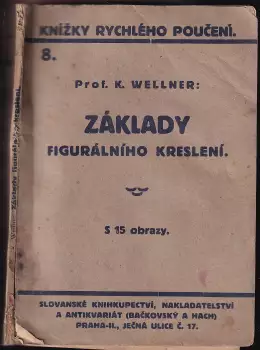 KNÍŽKY RYCHLÉHO POUČENÍ.
8.
Prof. K. WELLNER:
ZÁKLADY
FIGURÁLNÍHO KRESLENÍ.
S 15 obrazy.
SLOVANSKÉ KNIHKUPECTVÍ, NAKLADATELSTVÍ
A ANTIKVARIÁT (BAČKOVSKÝ A HACH)
PRAHA-II., JEČNÁ ULICE Č. 17.